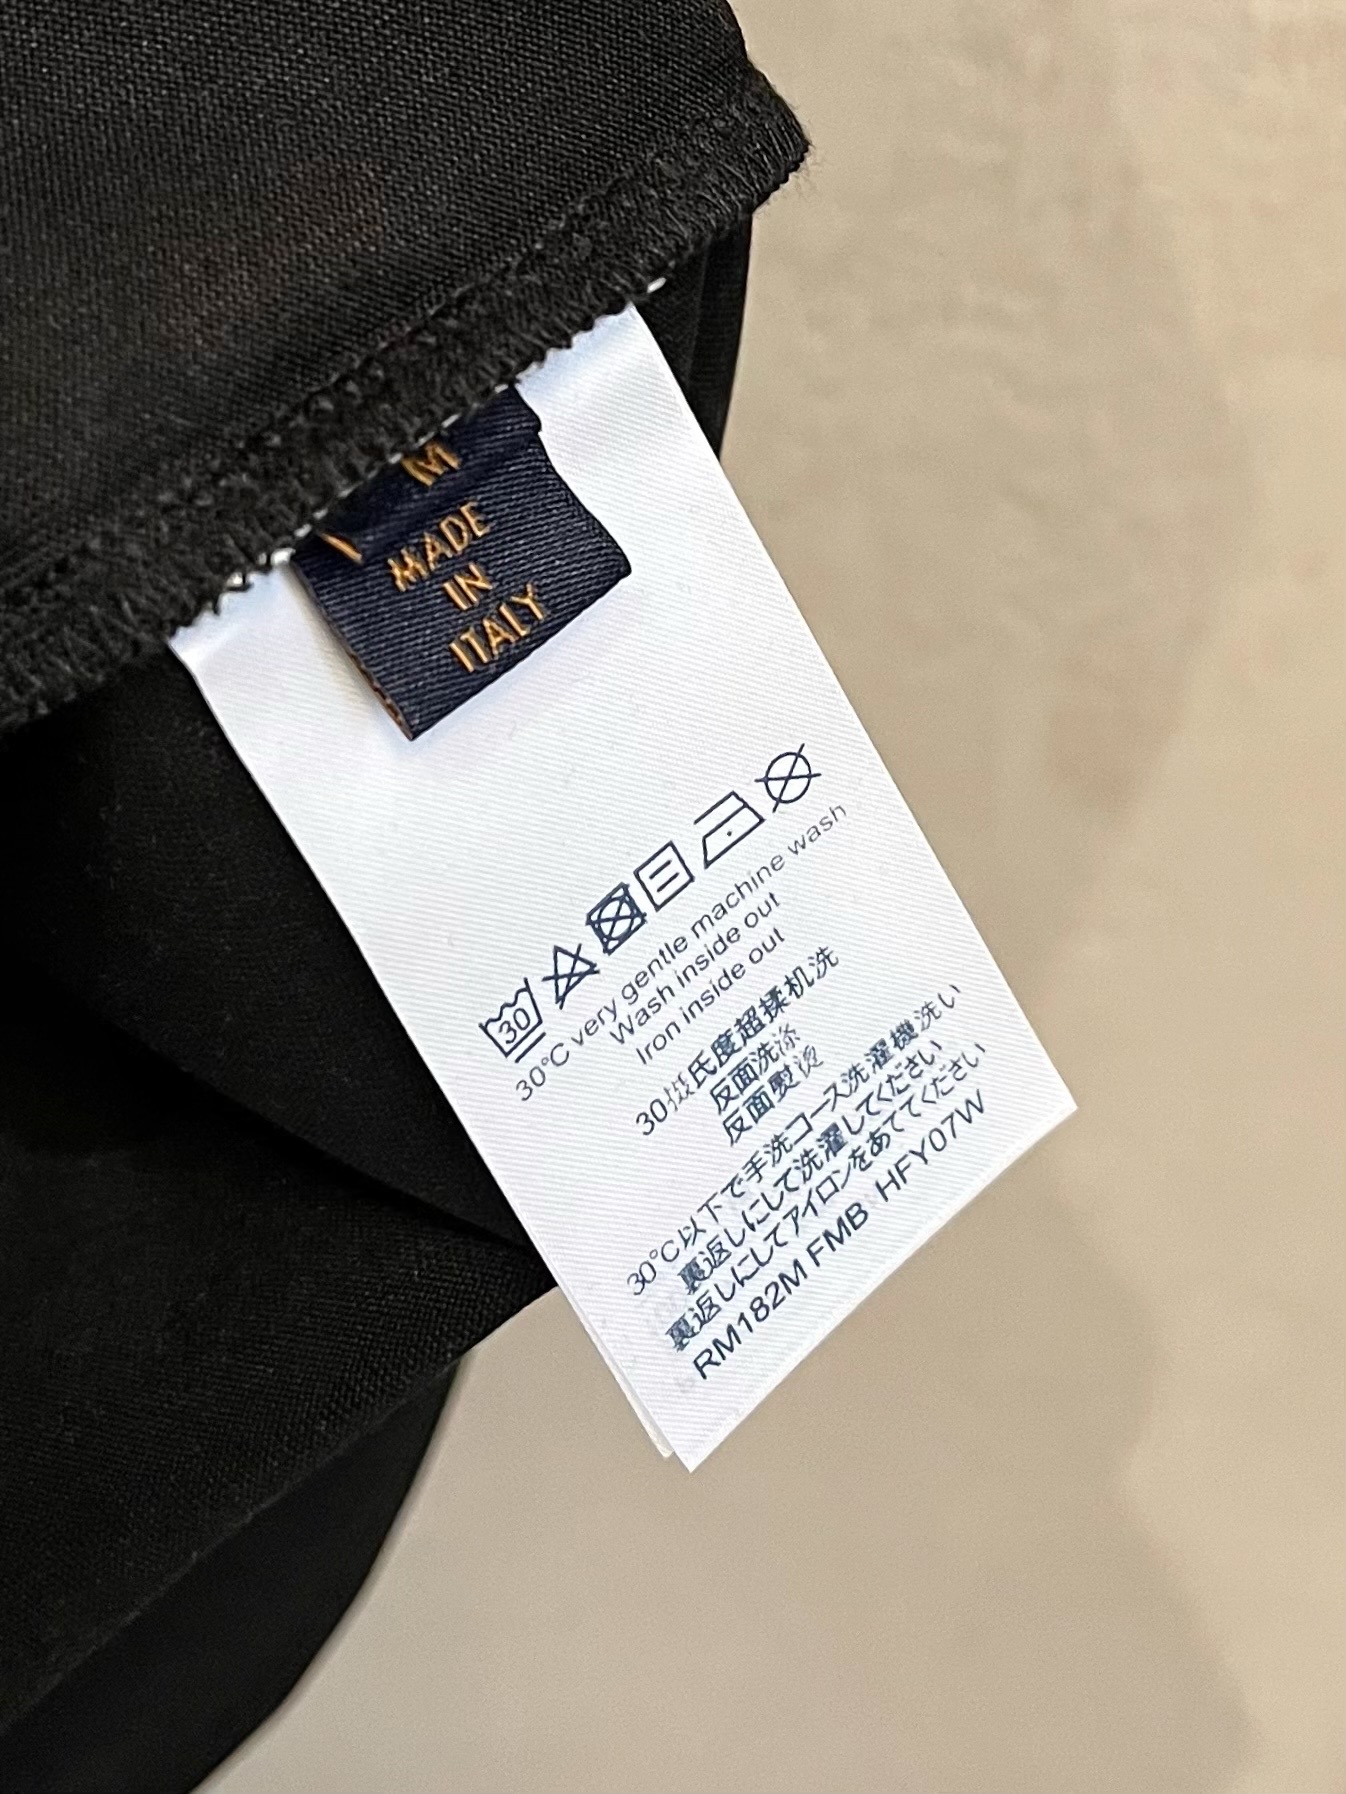 M
MADE
IN
ITALY
30
30°C very gentle machine wash
Wash inside out
Iron inside out
30摄氏度超揉机洗
反面洗涤
反面熨烫
30°C以下で手洗コース洗濯機洗い
裏返しにして洗濯してください
裏返しにしてアイロンをあててください
RM182M FMB HFY07W